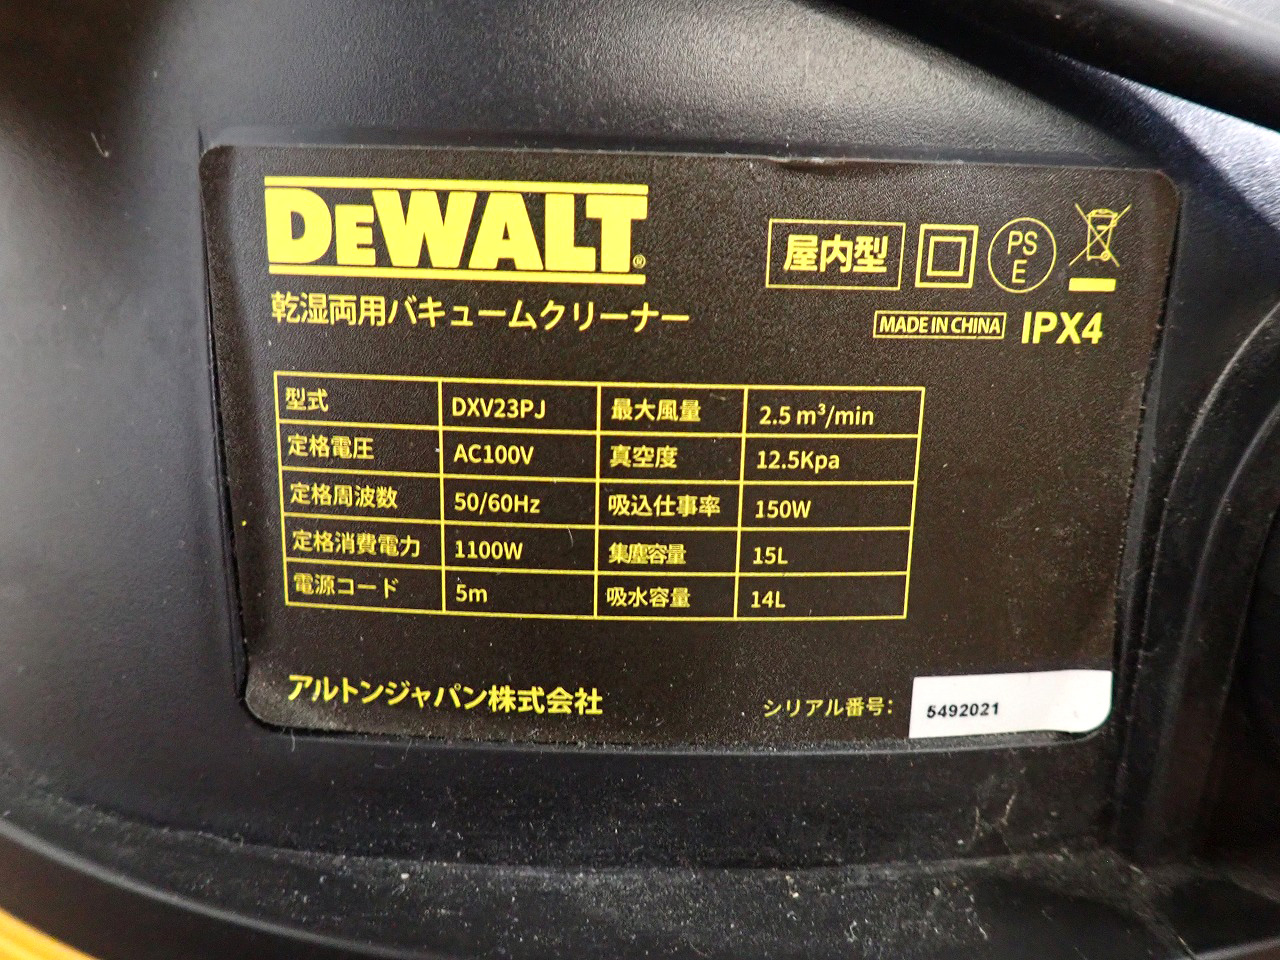 DEWALT®
屋内型
PS
E
乾湿両用バキュームクリーナー
MADE IN CHINA IPX4
型式 DXV23PJ 最大風量 2.5 m³/min
定格電圧 AC100V 真空度 12.5Kpa
定格周波数 50/60Hz 吸込仕事率 150W
定格消費電力 1100W 集塵容量 15L
電源コード 5m 吸水容量 14L
アルトンジャパン株式会社
シリアル番号: 5492021